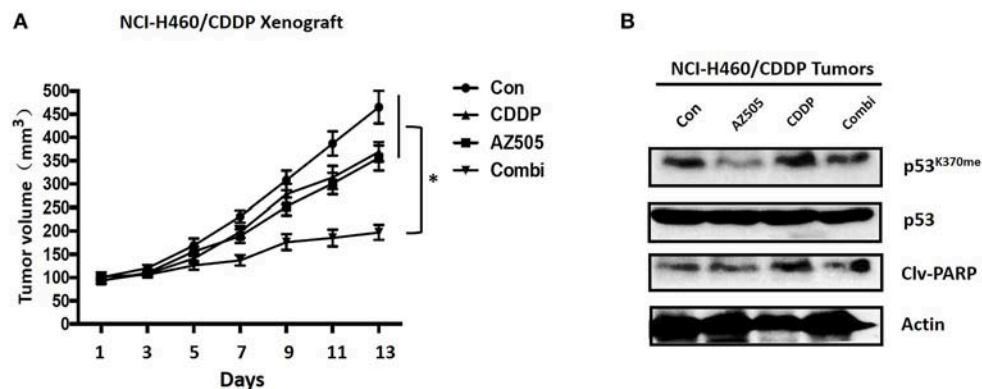 A
NCI-H460/CDDP Xenograft
Tumor volume (mm³)
500
450
400
350
300
250
200
150
100
50
0
1 3 5 7 9 11 13
Days
Con
CDDP
AZ505
Combi
*
B
NCI-H460/CDDP Tumors
Con AZ505 CDDP Combi
p53K370me
p53
Clv-PARP
Actin